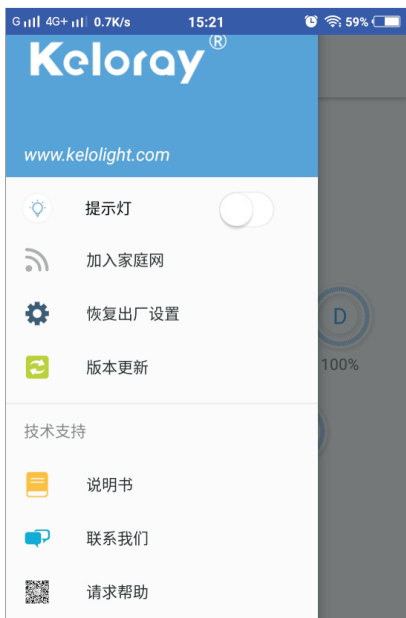 G 4G+ 0.7K/s 15:21 59%
Keloray®
www.kelolight.com
提示灯
加入家庭网
恢复出厂设置
D
版本更新
100%
技术支持
说明书
联系我们
请求帮助